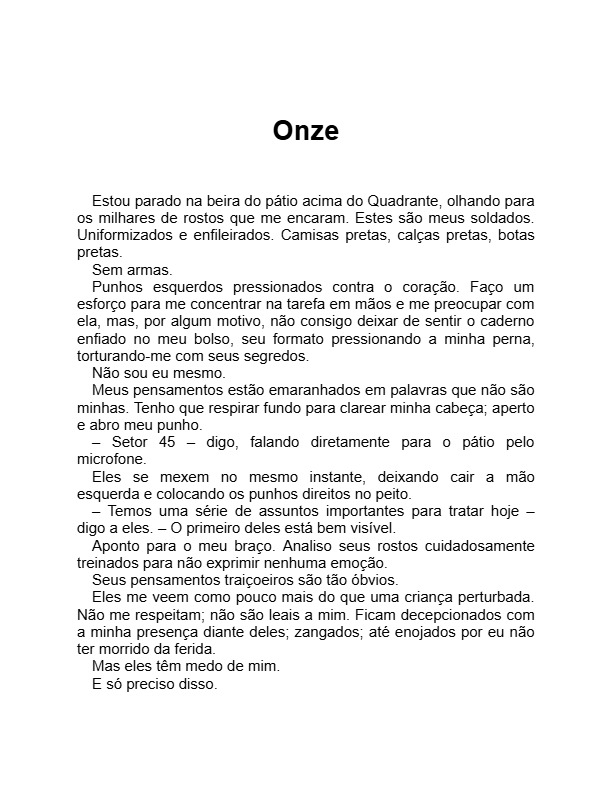 Onze
Estou parado na beira do pátio acima do Quadrante, olhando para
os milhares de rostos que me encaram. Estes são meus soldados.
Uniformizados e enfileirados. Camisas pretas, calças pretas, botas
pretas.
Sem armas.
Punhos esquerdos pressionados contra o coração. Faço um
esforço para me concentrar na tarefa em mãos e me preocupar com
ela, mas, por algum motivo, não consigo deixar de sentir o caderno
enfiado no meu bolso, seu formato pressionando a minha perna,
torturando-me com seus segredos.
Não sou eu mesmo.
Meus pensamentos estão emaranhados em palavras que não são
minhas. Tenho que respirar fundo para clarear minha cabeça; aperto
e abro meu punho.
– Setor 45 – digo, falando diretamente para o pátio pelo
microfone.
Eles se mexem no mesmo instante, deixando cair a mão
esquerda e colocando os punhos direitos no peito.
– Temos uma série de assuntos importantes para tratar hoje –
digo a eles. – O primeiro deles está bem visível.
Aponto para o meu braço. Analiso seus rostos cuidadosamente
treinados para não exprimir nenhuma emoção.
Seus pensamentos traiçoeiros são tão óbvios.
Eles me veem como pouco mais do que uma criança perturbada.
Não me respeitam; não são leais a mim. Ficam decepcionados com
a minha presença diante deles; zangados; até enojados por eu não
ter morrido da ferida.
Mas eles têm medo de mim.
E só preciso disso.